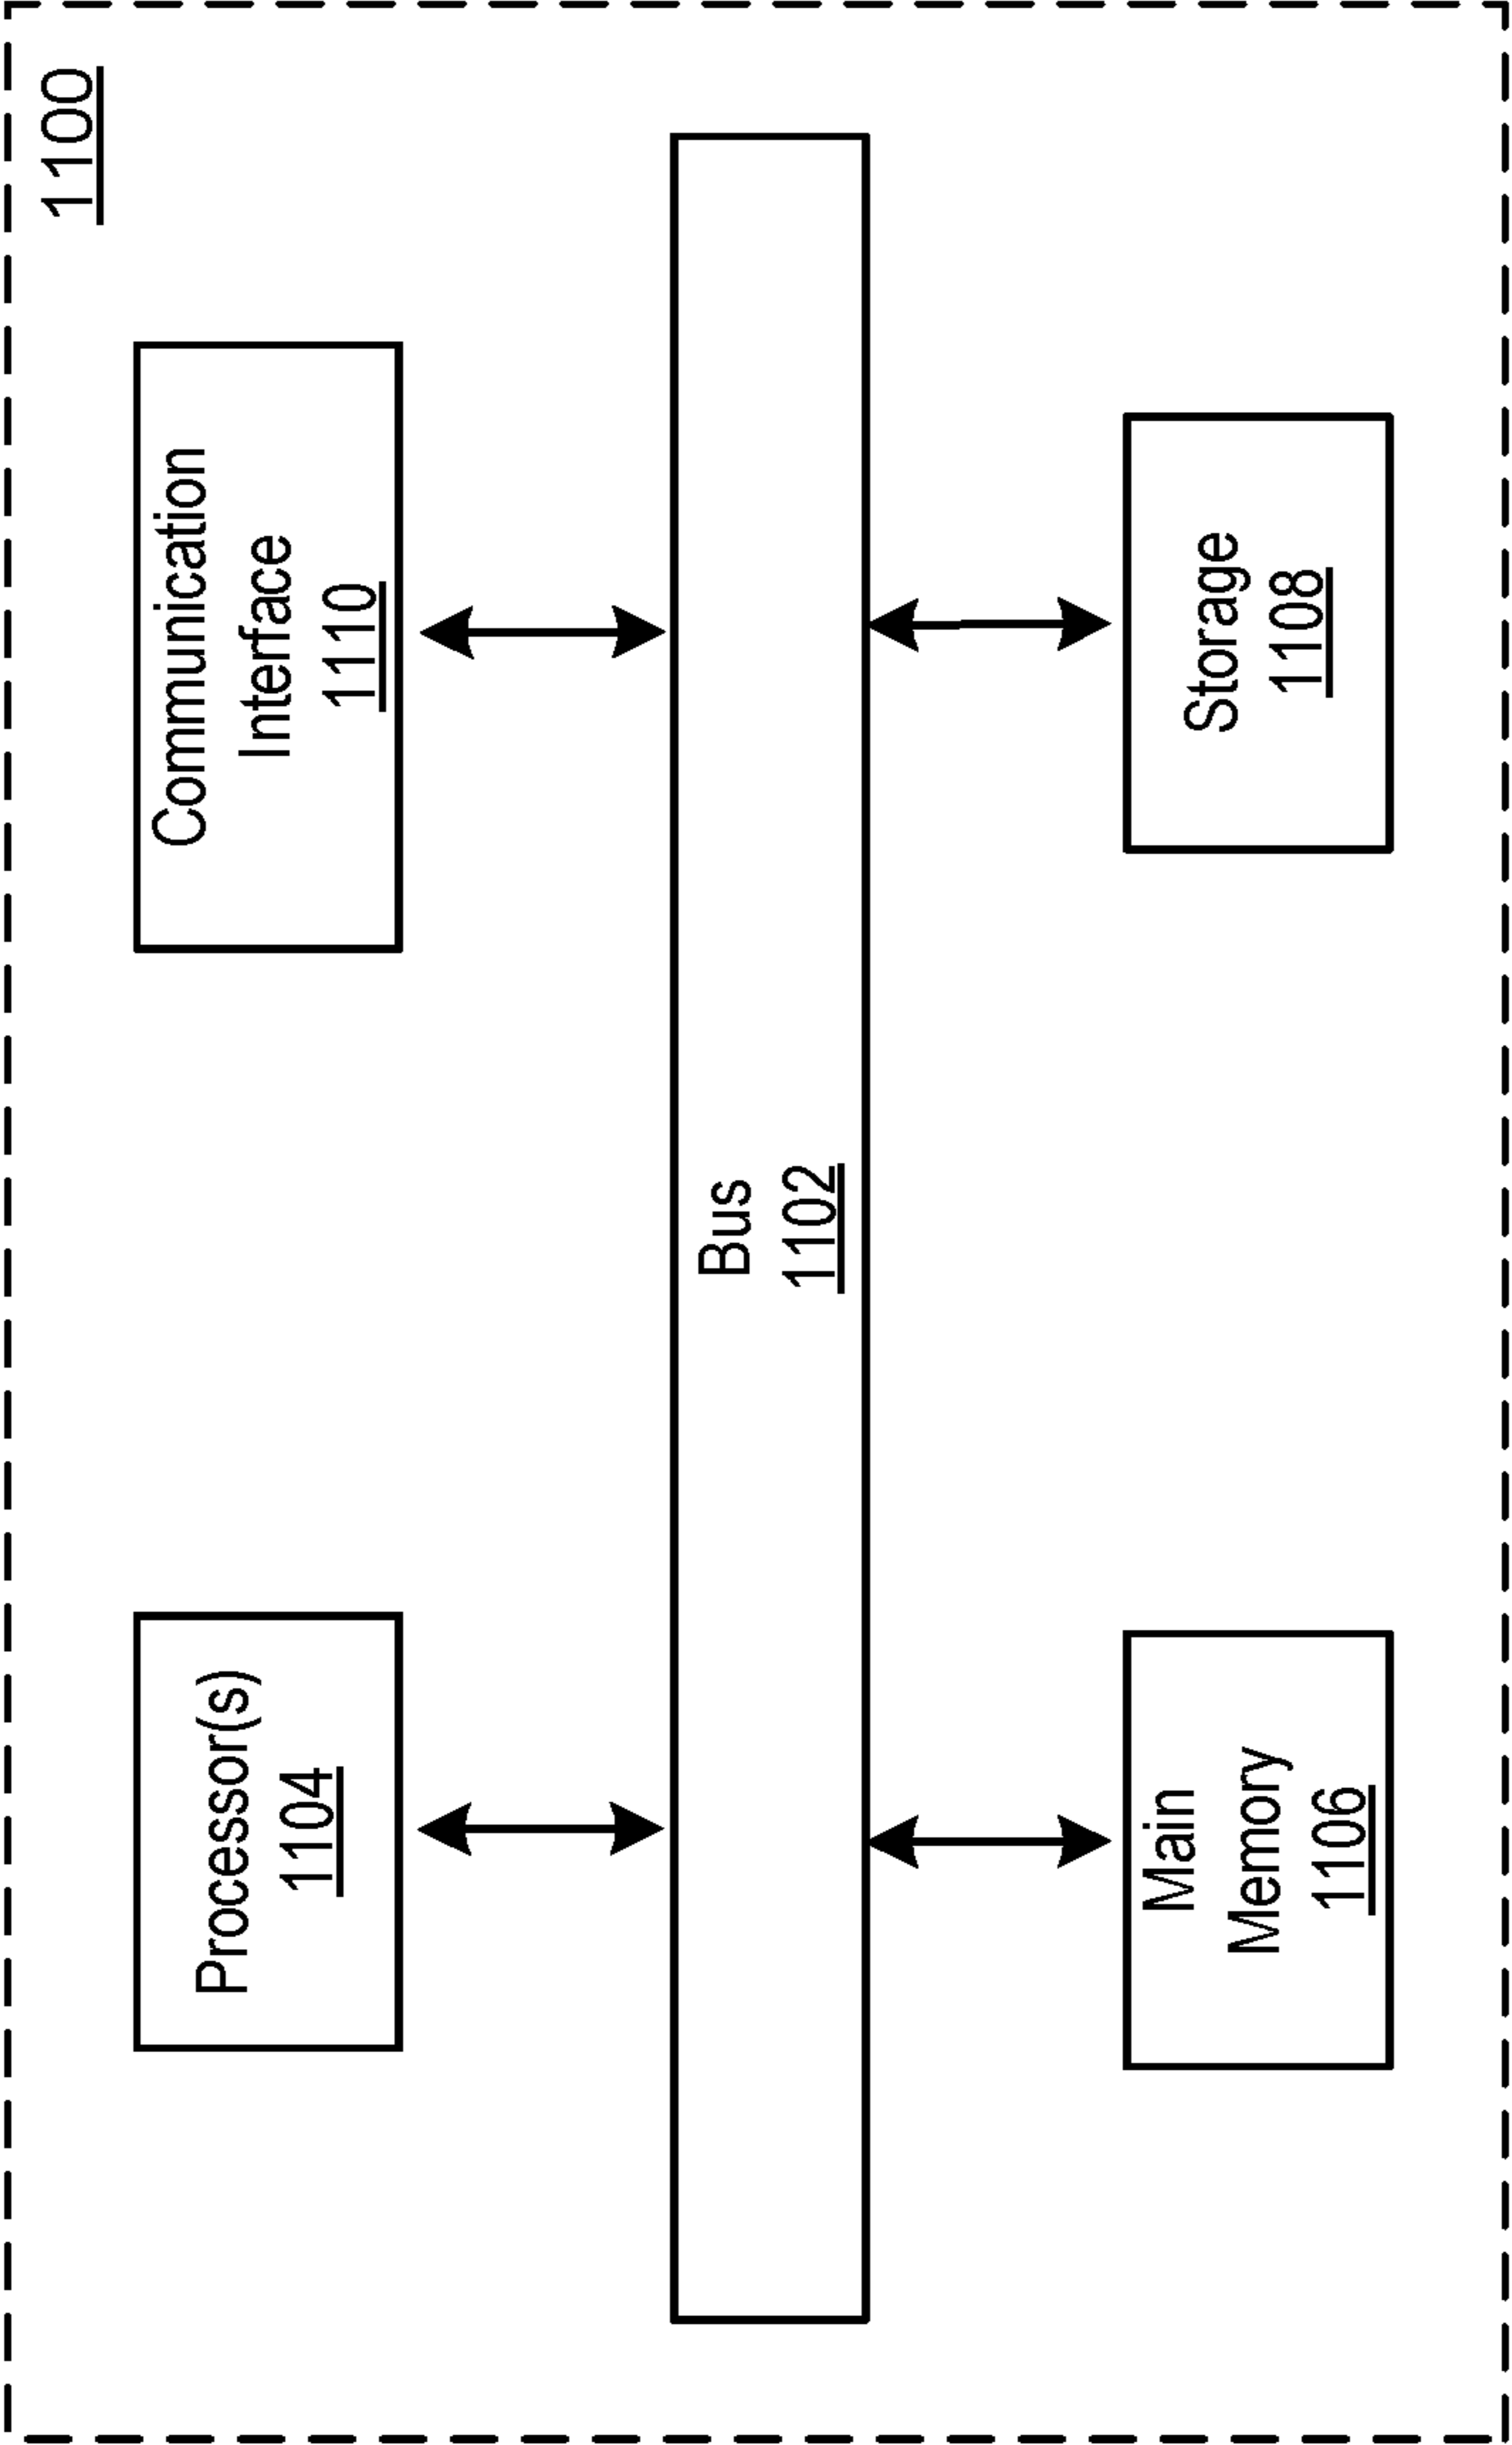 1100
Processor(s)
1104
Communication
Interface
1110
Bus
1102
Main
Memory
1106
Storage
1108